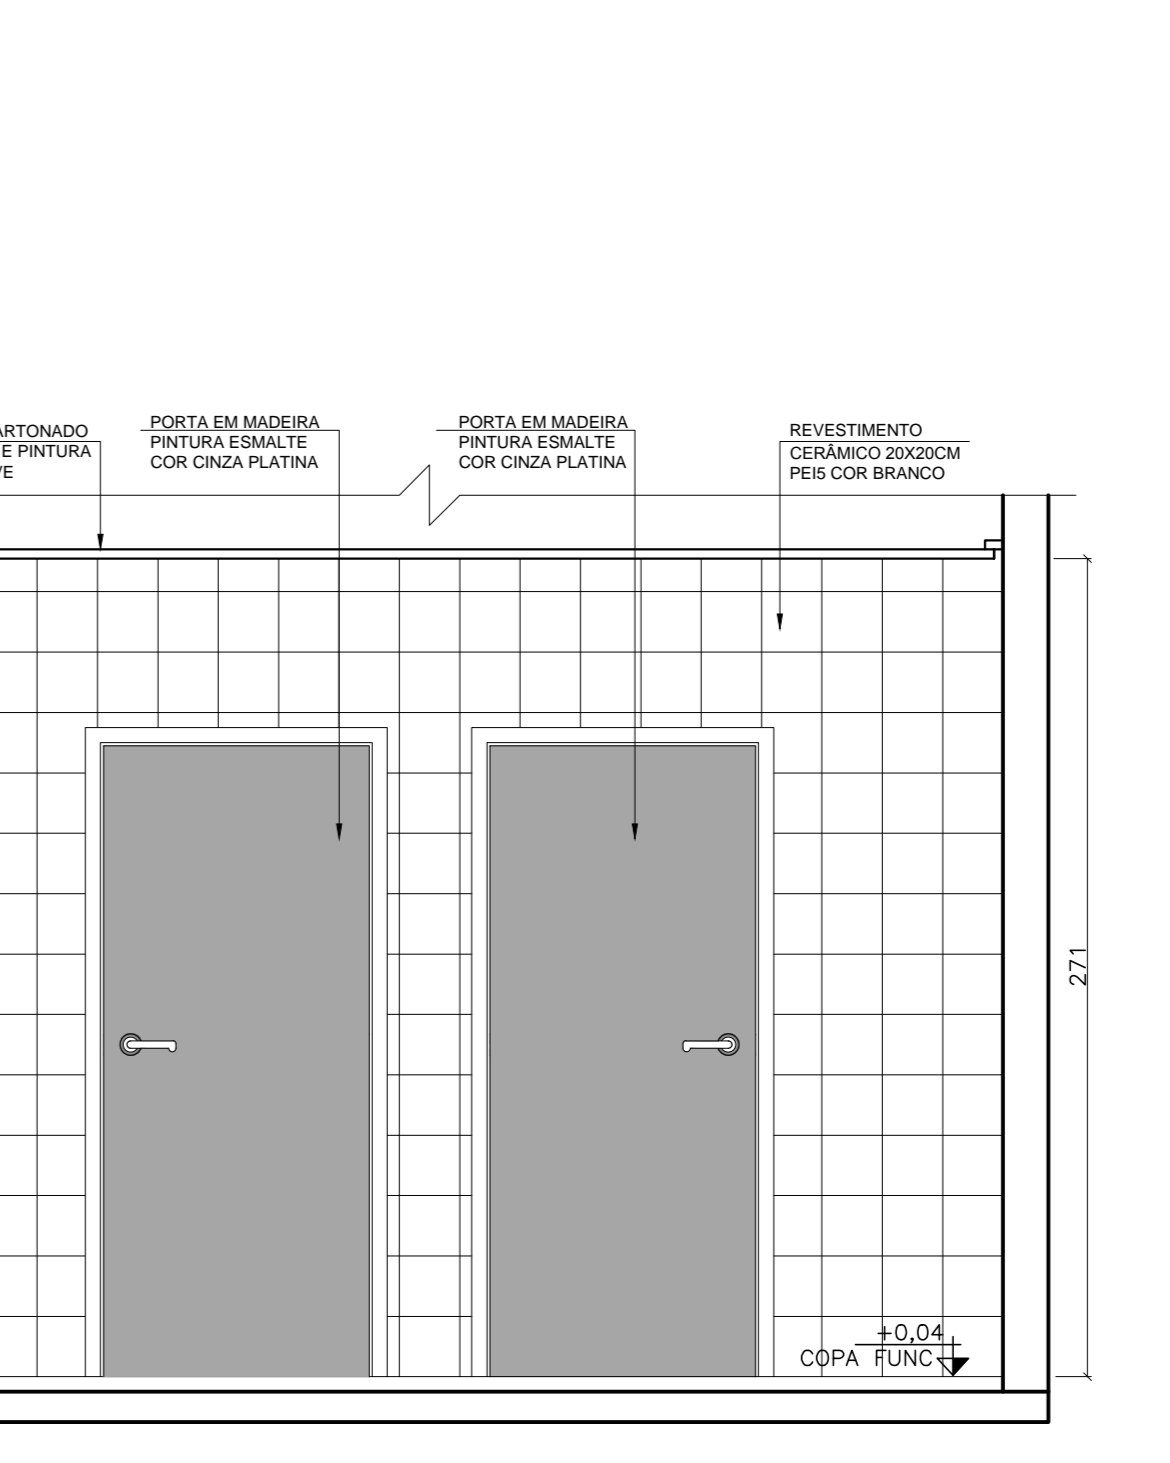 ARTONADO
E PINTURA
VE
PORTA EM MADEIRA
PINTURA ESMALTE
COR CINZA PLATINA
PORTA EM MADEIRA
PINTURA ESMALTE
COR CINZA PLATINA
REVESTIMENTO
CERÂMICO 20X20CM
PEI5 COR BRANCO
271
+0,04
COPA FUNC